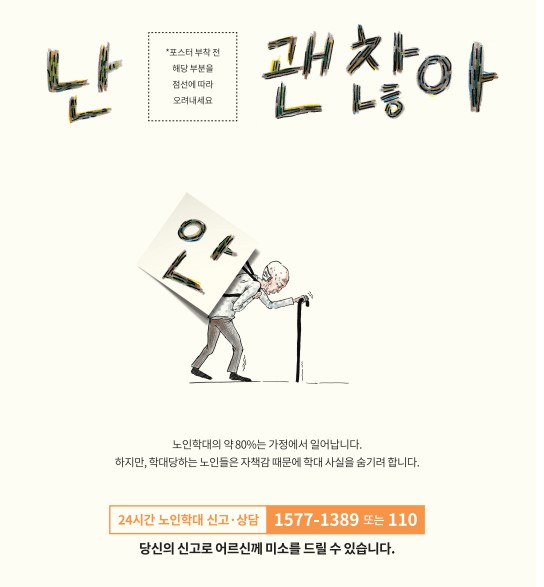 난 괜찮아
*포스터 부착 전
해당 부분을
점선에 따라
오려내세요
안
노인학대의 약 80%는 가정에서 일어납니다.
하지만, 학대당하는 노인들은 자책감 때문에 학대 사실을 숨기려 합니다.
24시간 노인학대 신고·상담 1577-1389 또는 110
당신의 신고로 어르신께 미소를 드릴 수 있습니다.